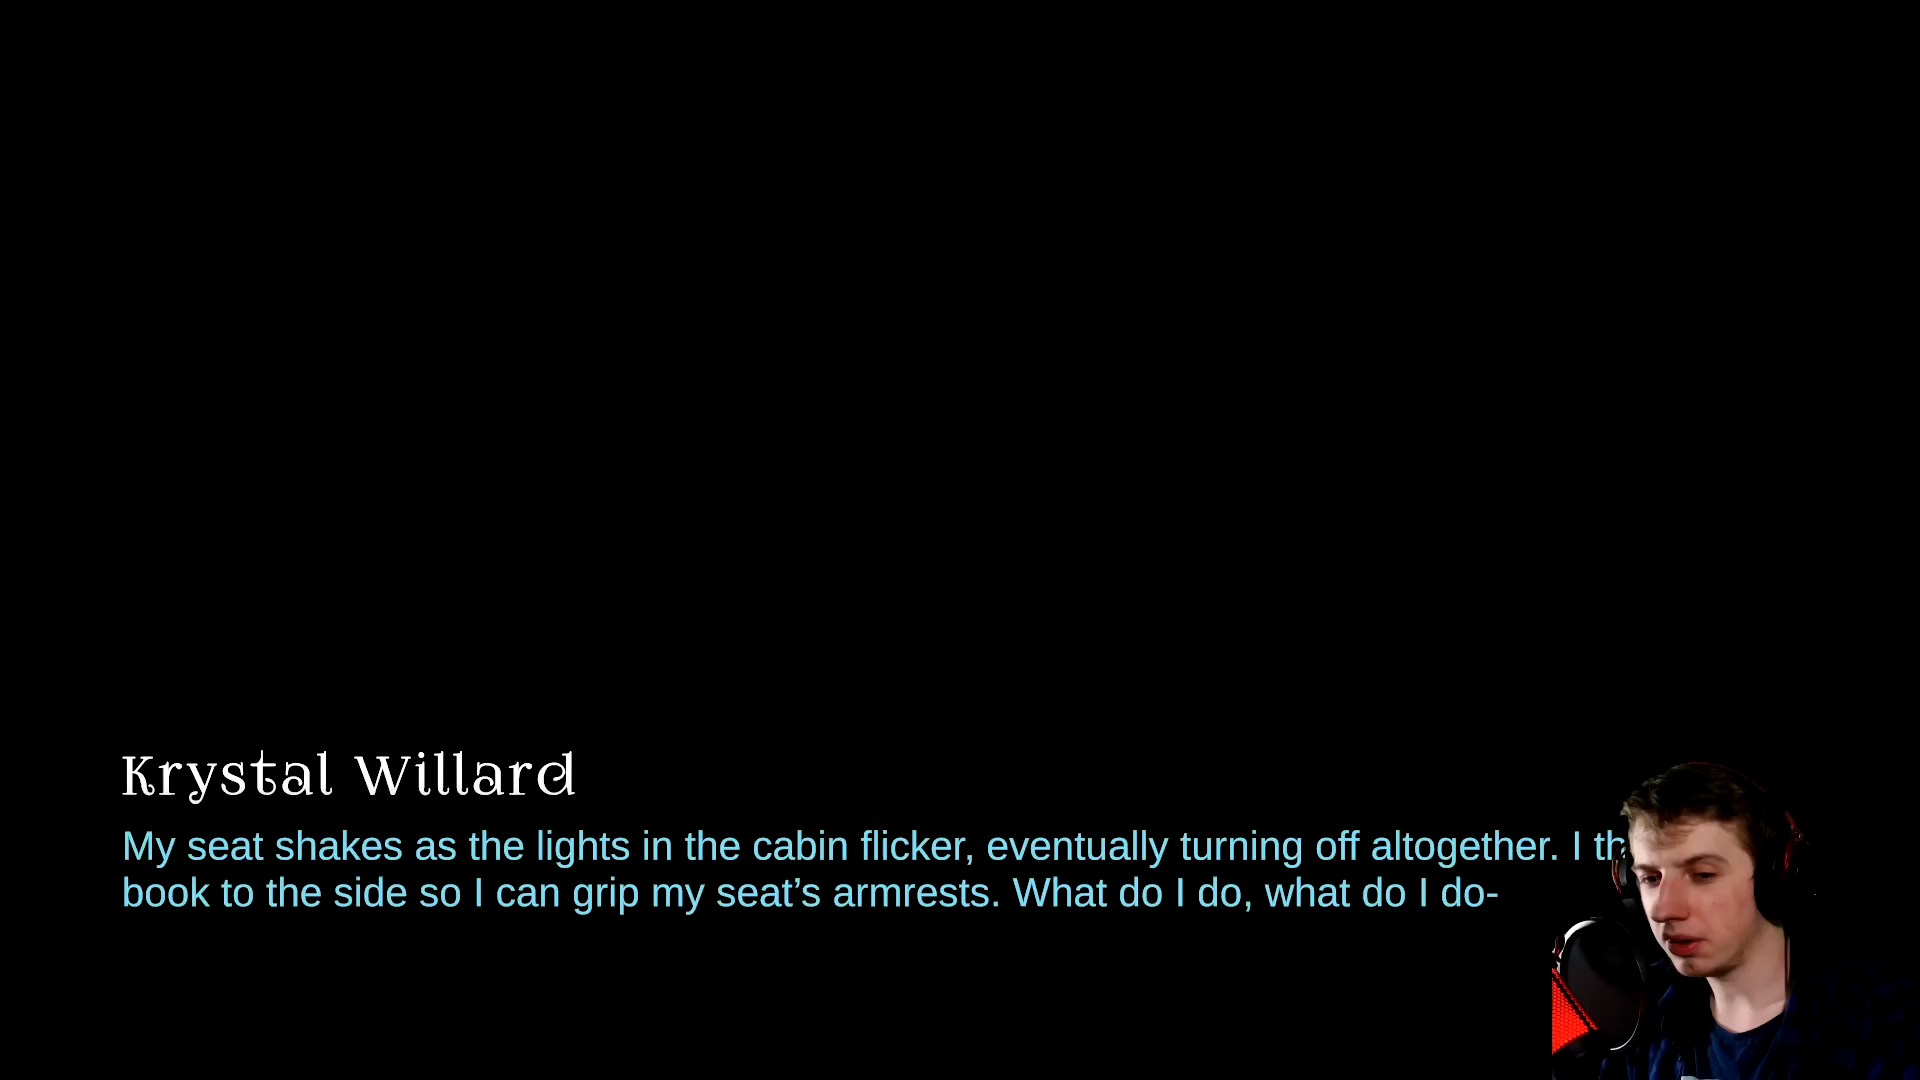 Krystal Willard
My seat shakes as the lights in the cabin flicker, eventually turning off altogether. I
book to the side so I can grip my seat’s armrests. What do I do, what do I do-